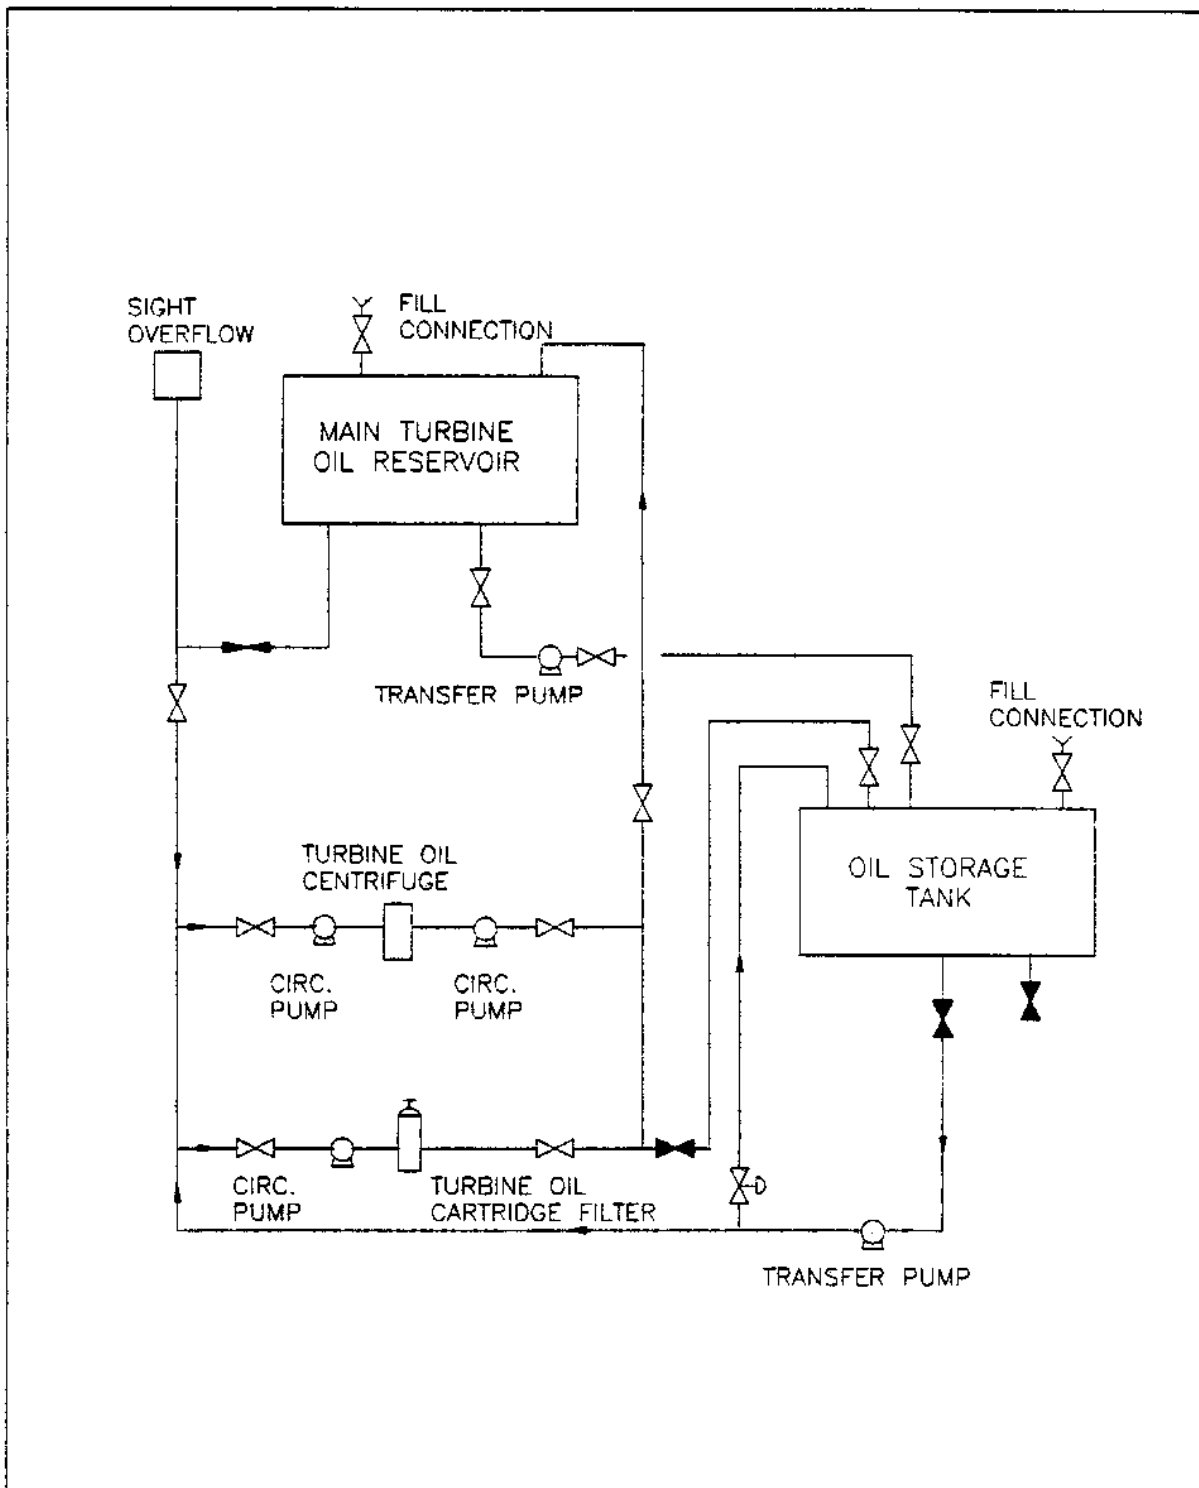 SIGHT
OVERFLOW
FILL
CONNECTION
MAIN TURBINE
OIL RESERVOIR
TRANSFER PUMP
FILL
CONNECTION
TURBINE OIL
CENTRIFUGE
OIL STORAGE
TANK
CIRC.
PUMP
CIRC.
PUMP
CIRC.
PUMP
TURBINE OIL
CARTRIDGE FILTER
TRANSFER PUMP